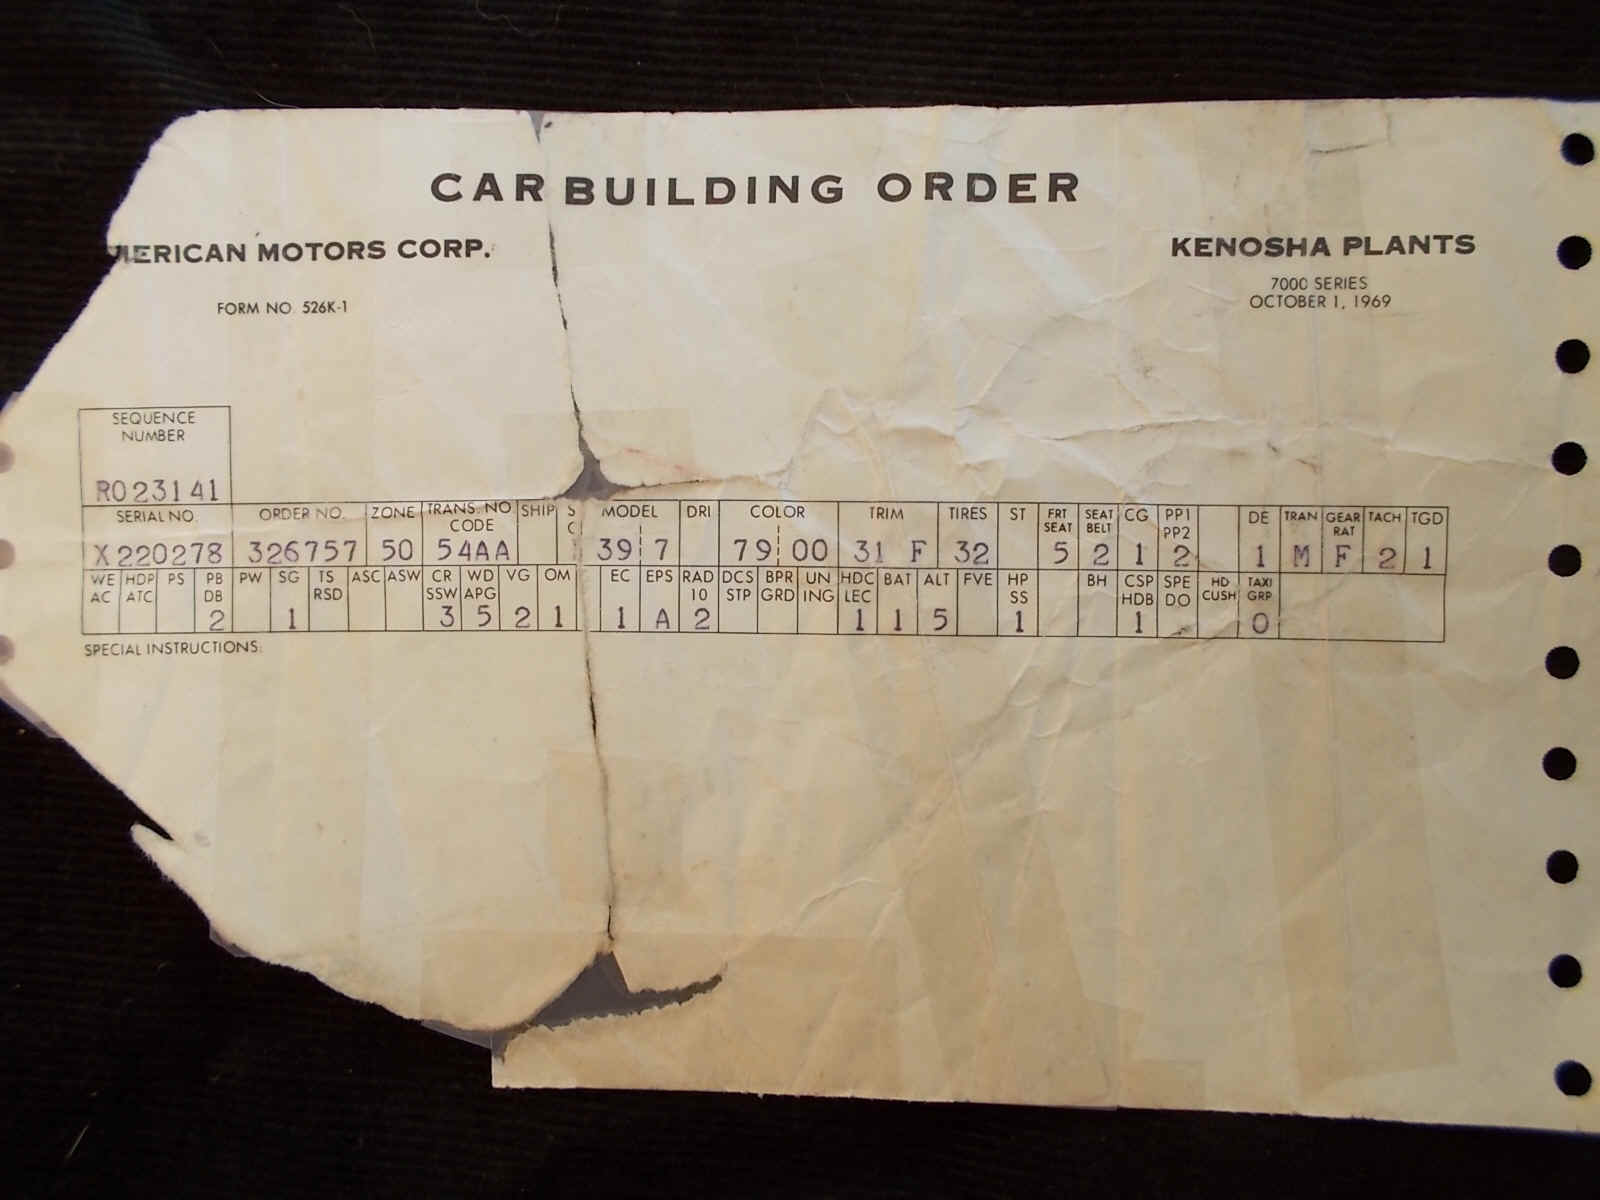 CAR BUILDING ORDER
AMERICAN MOTORS CORP.
KENOSHA PLANTS
FORM NO. 526K-1
7000 SERIES
OCTOBER 1, 1969
SEQUENCE
NUMBER
R023141
SERIAL NO. ORDER NO. ZONE TRANS. NO. CODE SHIP MODEL DRI COLOR TRIM TIRES ST FRT SEAT SEAT BELT CG PP1 PP2 DE TRAN GEAR RAT TACH TGD
X220278 326757 50 54AA 39 7 79 00 31 F 32 5 2 1 2 1 M F 2 1
WE AC HDP ATC PS PB DB PW SG TS RSD ASC ASW CR SSW WD APG VG OM EC EPS RAD 10 DCS STP BPR GRD UN ING HDC LEC BAT ALT FVE HP SS BH CSP HDB SPE DO HD CUSH TAXI GRP
2 1 3 5 2 1 1 A 2 1 1 5 1 1 0
SPECIAL INSTRUCTIONS: